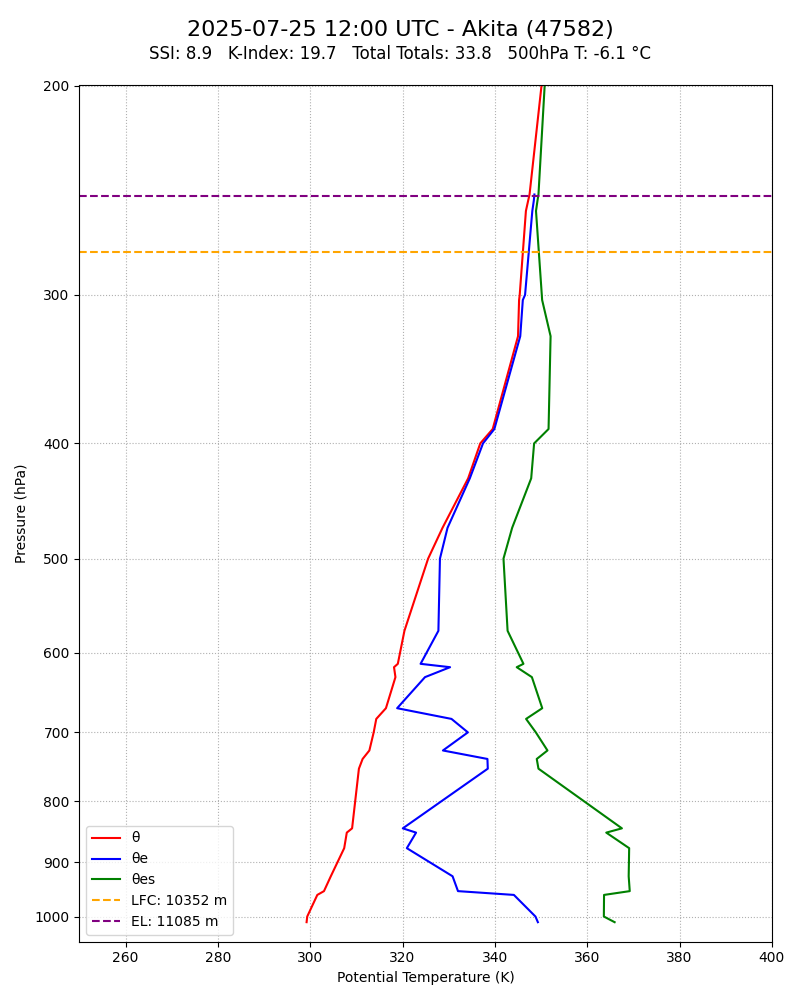 2025-07-25 12:00 UTC - Akita (47582)
SSI: 8.9 K-Index: 19.7 Total Totals: 33.8 500hPa T: -6.1 °C
200
300
400
500
600
700
800
900
1000
Pressure (hPa)
θ
θe
θes
LFC: 10352 m
EL: 11085 m
260 280 300 320 340 360 380 400
Potential Temperature (K)